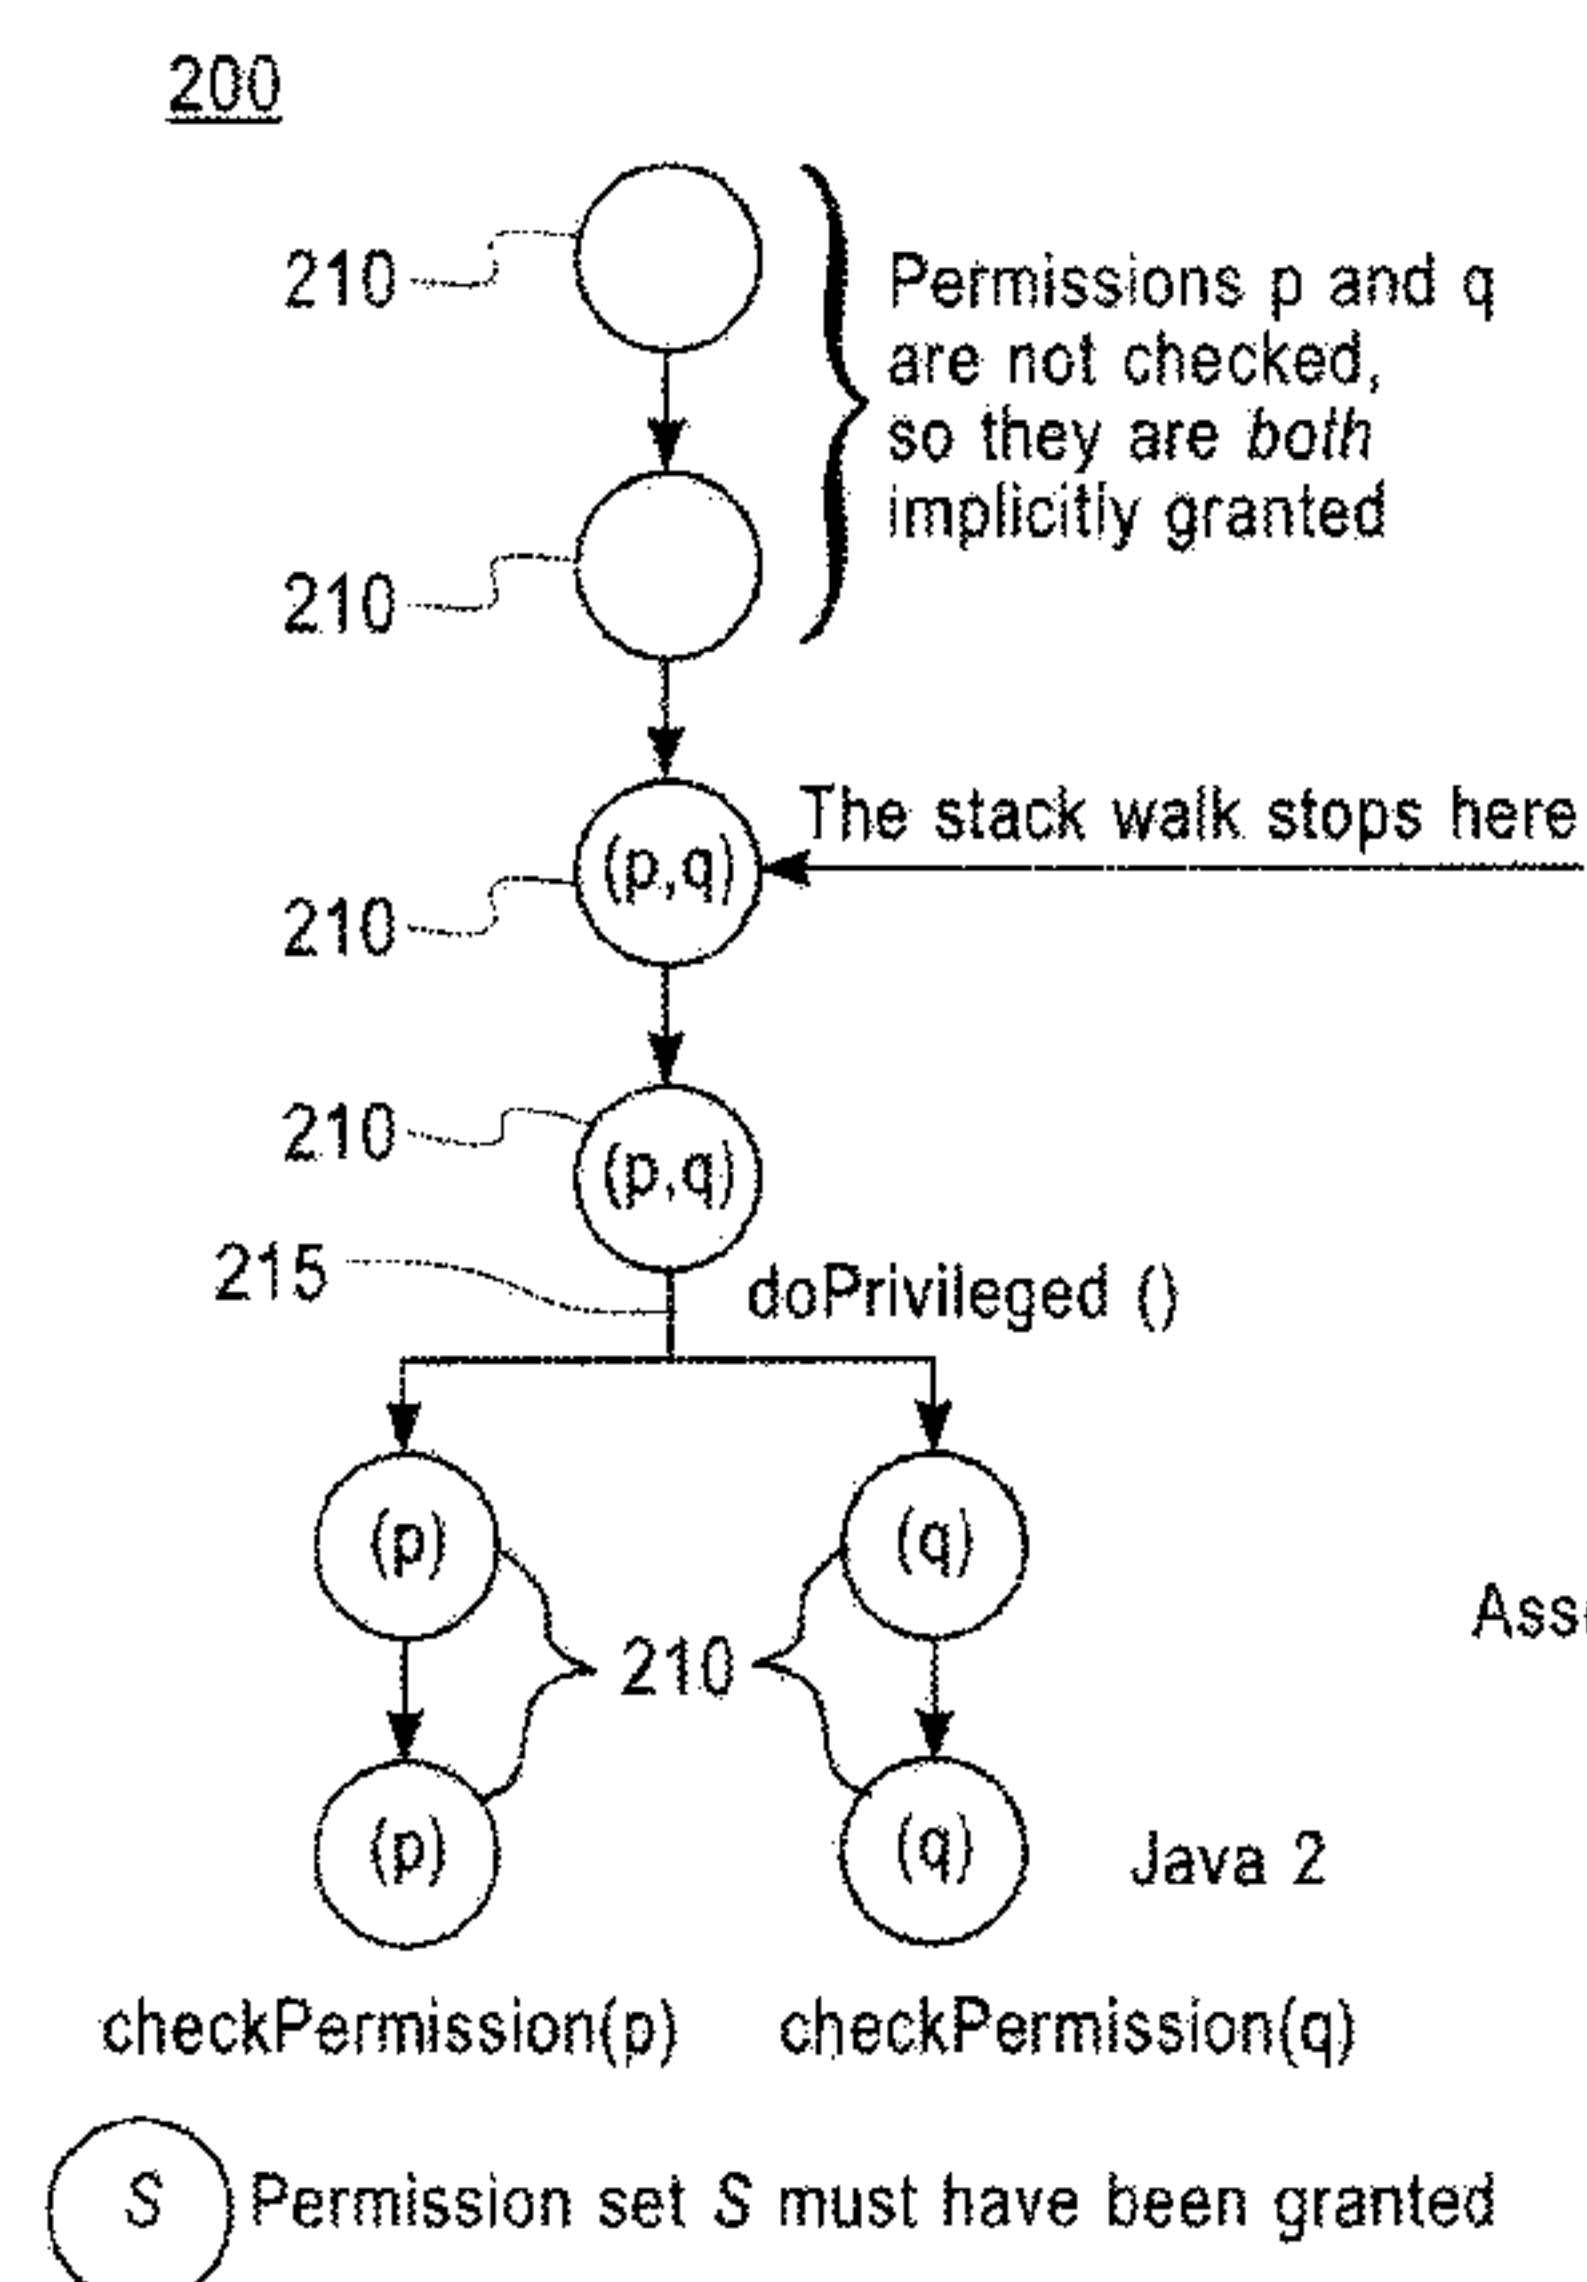 200
210
Permissions p and q
are not checked,
so they are both
implicitly granted
210
The stack walk stops here
(p,q)
210
210
(p,q)
215
doPrivileged ()
(p)
(q)
210
(p)
(q)
Java 2
checkPermission(p)
checkPermission(q)
S
Permission set S must have been granted